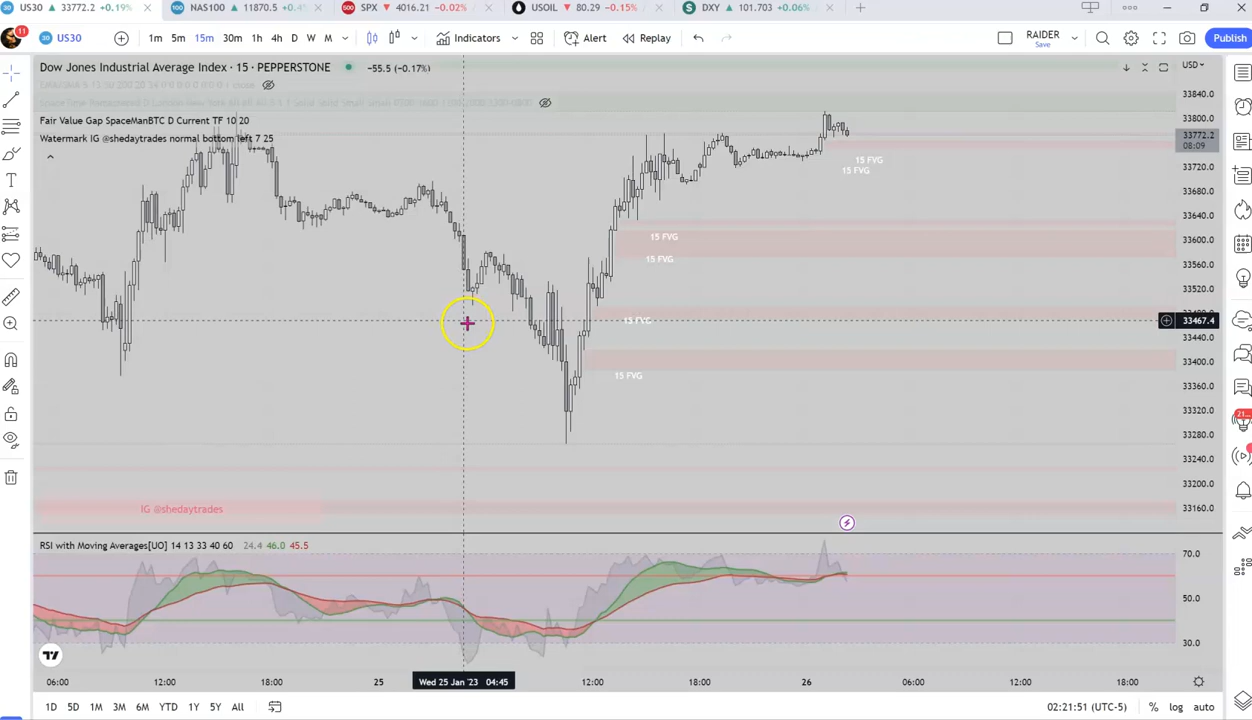 US30 ▲ 33772.2 ▲ +0.19%
NAS100 ▲ 11870.5
SPX ▼ 4016.21 −0.02%
USOIL ▼ 80.29 −0.15%
DXY ▲ 101.703 +0.06%
11 US30 1m 5m 15m 30m 1h 4h D W M Indicators Alert Replay RAIDER Save Publish
Dow Jones Industrial Average Index · 15 · PEPPERSTONE −55.5 (−0.17%)
Fair Value Gap SpaceManBTC D Current TF 10 20
Watermark IG @shedaytrades normal bottom left 7 25
USD
33840.0
33800.0
33772.2
08:09
33720.0
33680.0
33640.0
33600.0
33560.0
33520.0
33467.4
33440.0
33400.0
33360.0
33320.0
33280.0
33240.0
33200.0
33160.0
15 FVG
15 FVG
15 FVG
15 FVG
15 FVG
15 FVG
IG @shedaytrades
RSI with Moving Averages[UO] 14 13 33 40 60 24.4 46.0 45.5
70.0
50.0
30.0
06:00 12:00 18:00 25 Wed 25 Jan '23 04:45 12:00 18:00 26 06:00 12:00 18:00
1D 5D 1M 3M 6M YTD 1Y 5Y All 02:21:51 (UTC-5) % log auto